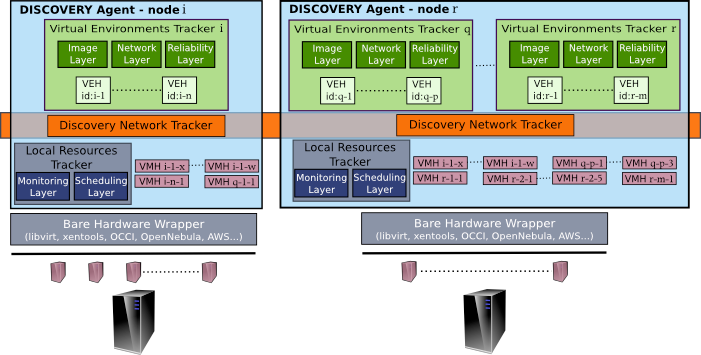 DISCOVERY Agent - node i
Virtual Environments Tracker i
Image Layer
Network Layer
Reliability Layer
VEH id:i-1
VEH id:i-n
Discovery Network Tracker
Local Resources Tracker
Monitoring Layer
Scheduling Layer
VMH i-1-x
VMH i-1-w
VMH i-n-1
VMH q-1-1
Bare Hardware Wrapper
(libvirt, xentools, OCCI, OpenNebula, AWS...)
DISCOVERY Agent - node r
Virtual Environments Tracker q
Image Layer
Network Layer
Reliability Layer
VEH id:q-1
VEH id:q-p
Virtual Environments Tracker r
Image Layer
Network Layer
Reliability Layer
VEH id:r-1
VEH id:r-m
Discovery Network Tracker
Local Resources Tracker
Monitoring Layer
Scheduling Layer
VMH i-1-x
VMH i-1-w
VMH q-p-1
VMH q-p-3
VMH r-1-1
VMH r-2-1
VMH r-2-5
VMH r-m-1
Bare Hardware Wrapper
(libvirt, xentools, OCCI, OpenNebula, AWS...)